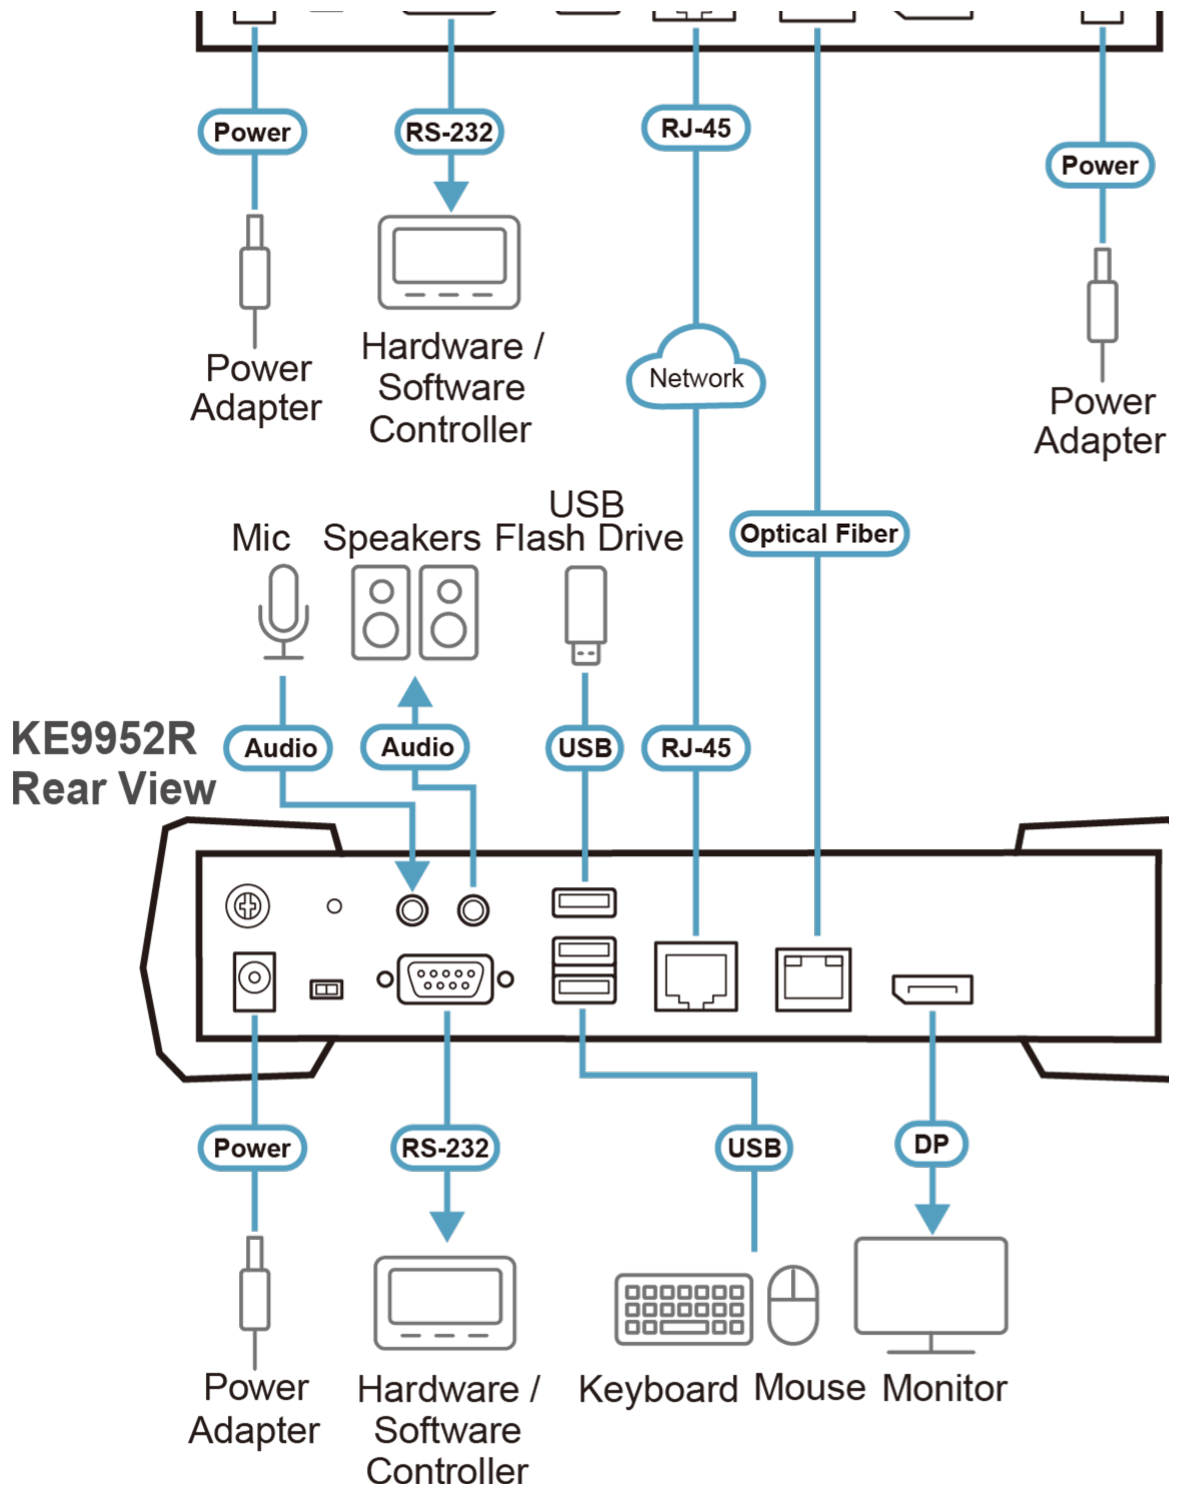 Power
RS-232
RJ-45
Power
Hardware /
Software
Controller
Power
Adapter
Network
Power
Adapter
Optical Fiber
Mic
Speakers
USB
Flash Drive
KE9952R
Rear View
Audio
Audio
USB
RJ-45
Power
RS-232
USB
DP
Power
Adapter
Hardware /
Software
Controller
Keyboard
Mouse
Monitor